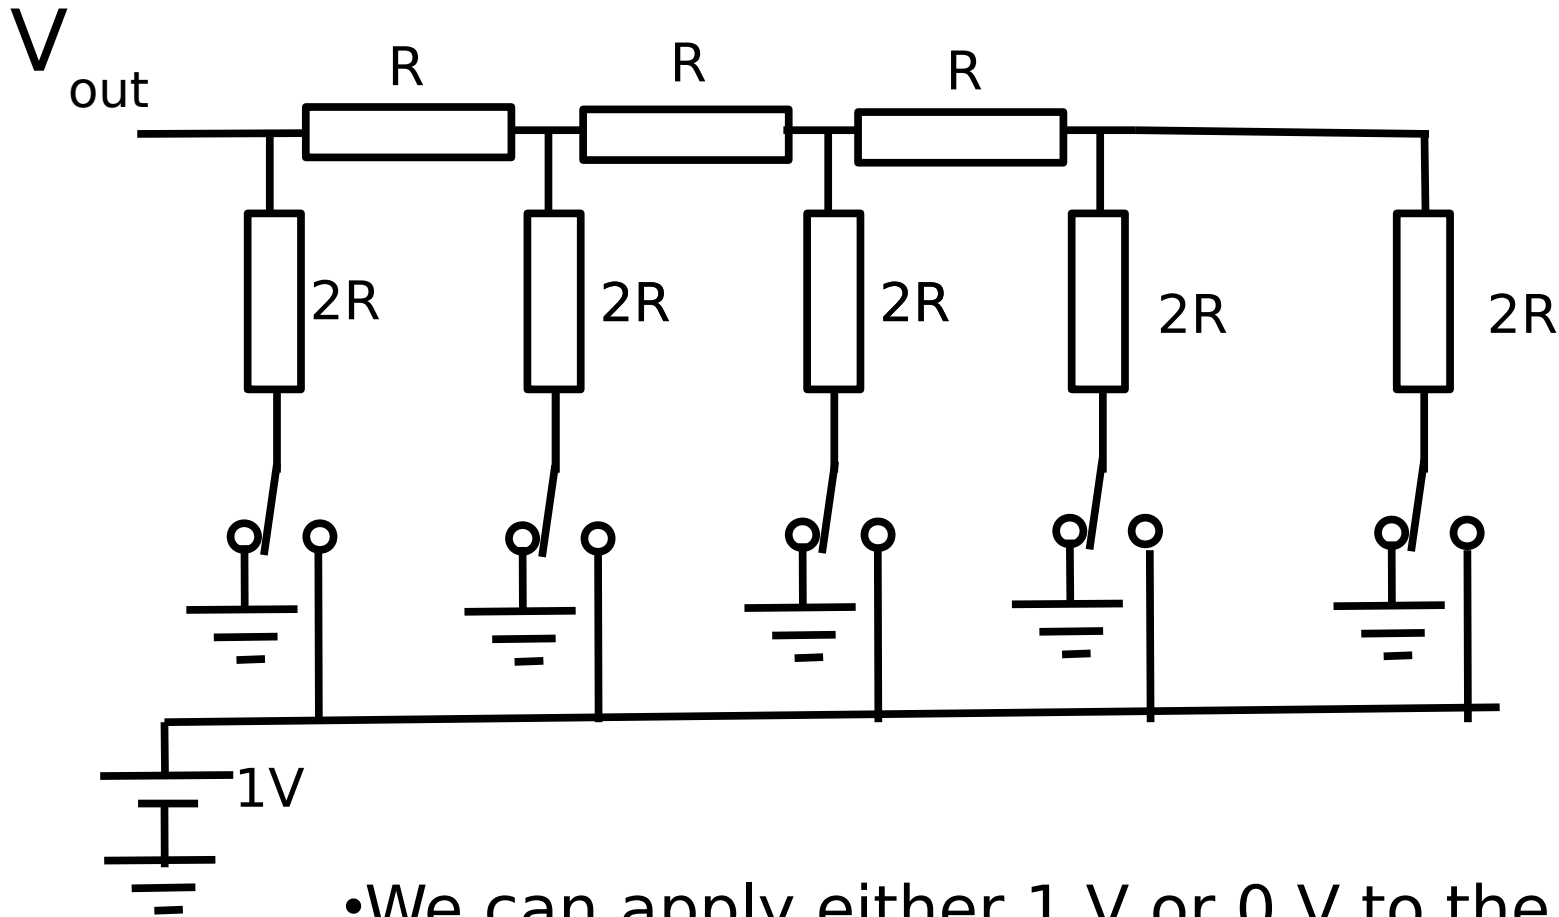 V
out
R
R
R
2R
2R
2R
2R
2R
1V
•We can apply either 1 V or 0 V to the